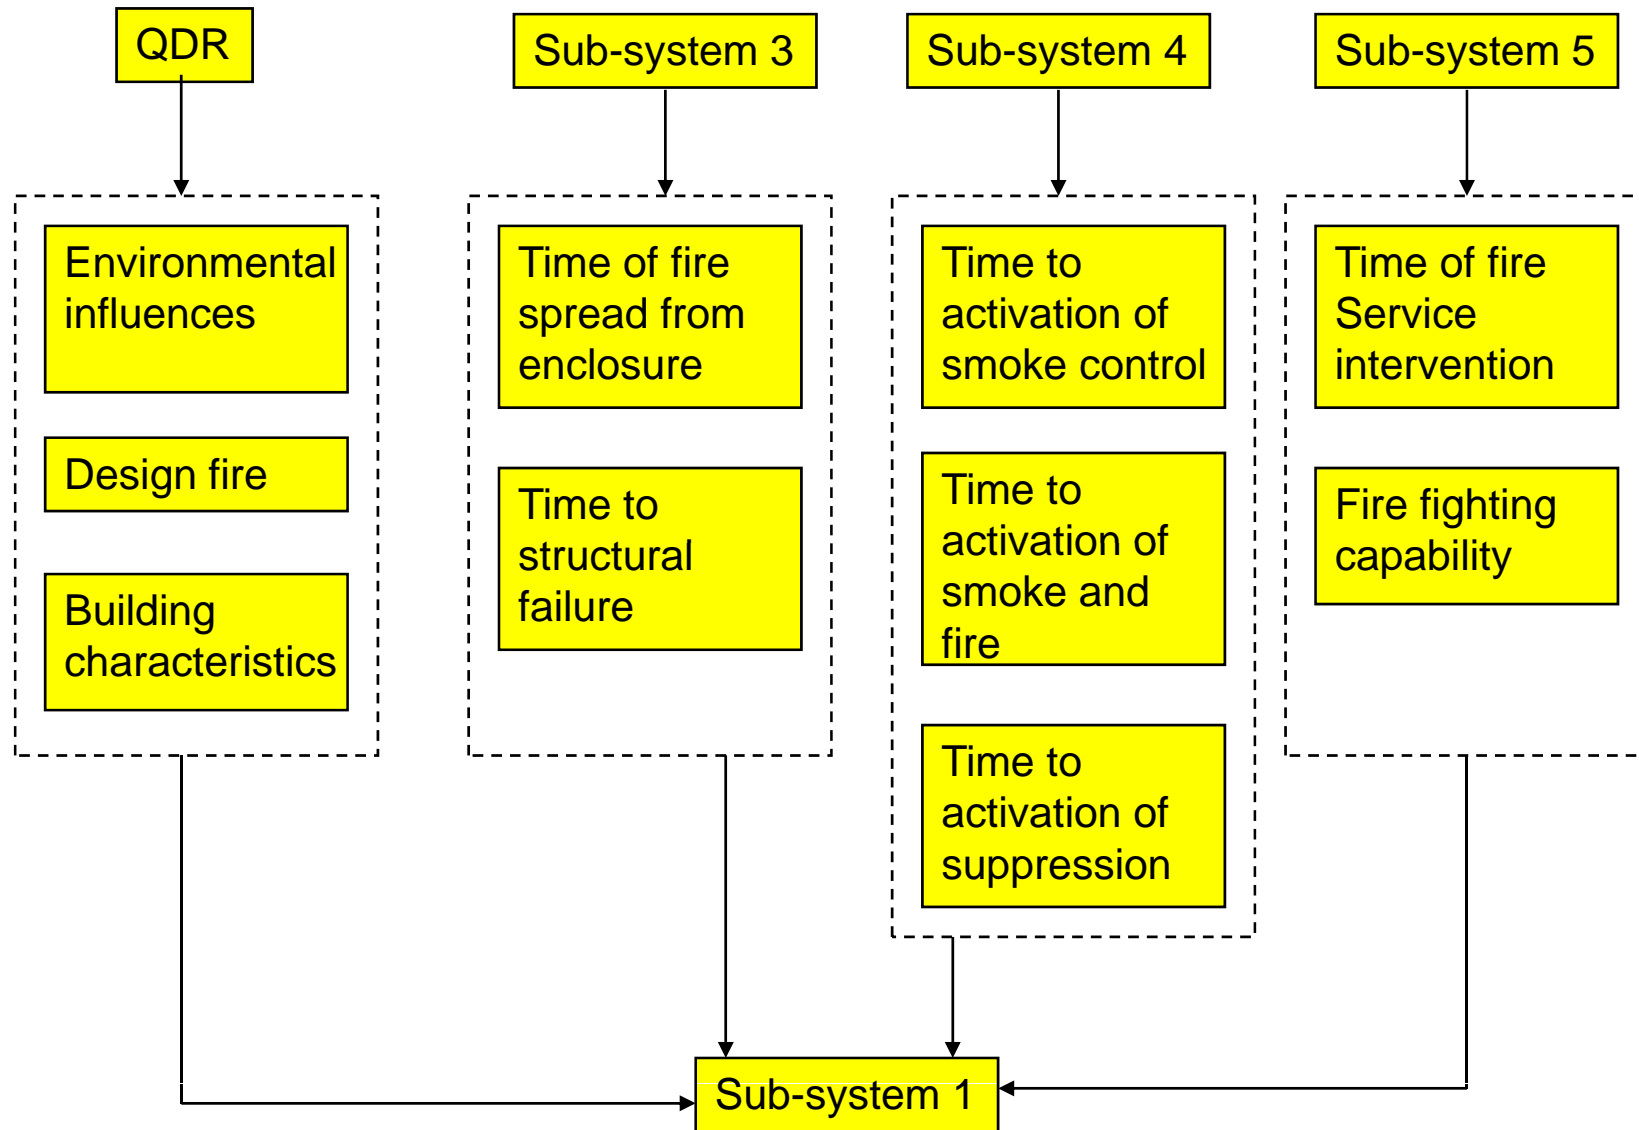 QDR
Sub-system 3
Sub-system 4
Sub-system 5
Environmental
influences
Design fire
Building
characteristics
Time of fire
spread from
enclosure
Time to
structural
failure
Time to
activation of
smoke control
Time to
activation of
smoke and
fire
Time to
activation of
suppression
Time of fire
Service
intervention
Fire fighting
capability
Sub-system 1